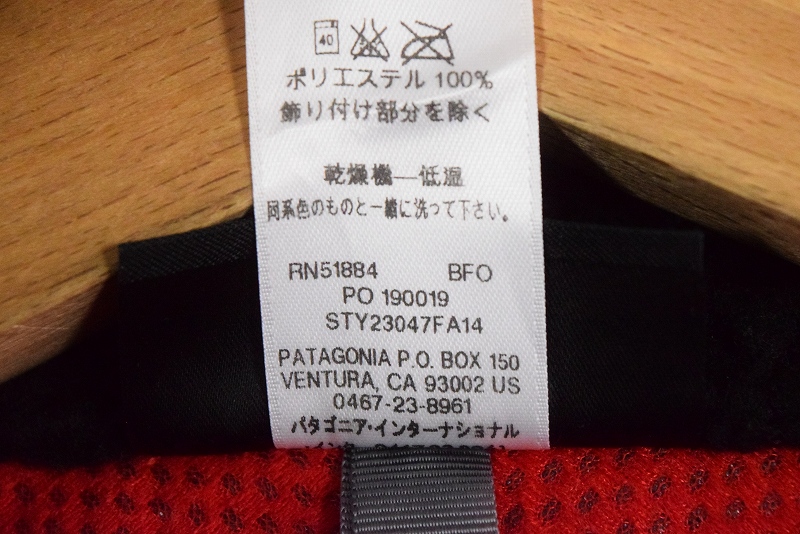 40
ポリエステル 100%
飾り付け部分を除く
乾燥機—低湿
同系色のものと一緒に洗って下さい。
RN51884 BFO
PO 190019
STY23047FA14
PATAGONIA P.O. BOX 150
VENTURA, CA 93002 US
0467-23-8961
パタゴニア・インターナショナル